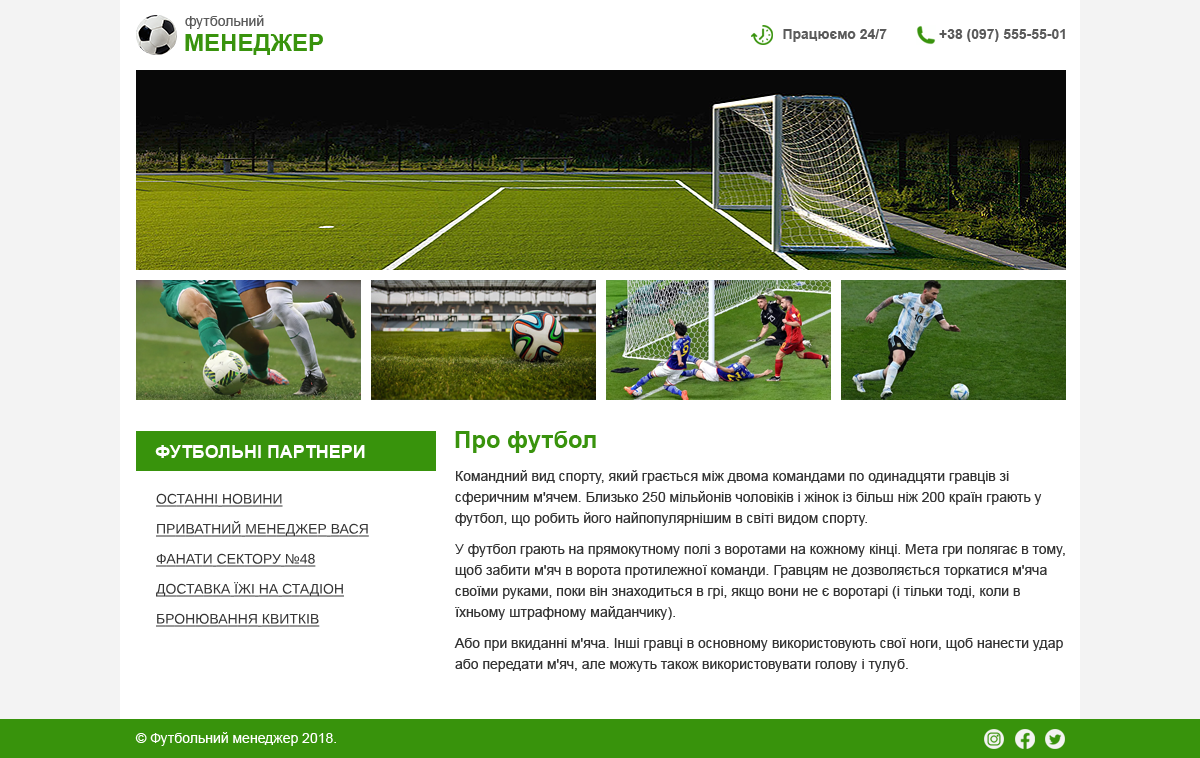 футбольний
МЕНЕДЖЕР
Працюємо 24/7
+38 (097) 555-55-01
ФУТБОЛЬНІ ПАРТНЕРИ
ОСТАННІ НОВИНИ
ПРИВАТНИЙ МЕНЕДЖЕР ВАСЯ
ФАНАТИ СЕКТОРУ №48
ДОСТАВКА ЇЖІ НА СТАДІОН
БРОНЮВАННЯ КВИТКІВ
Про футбол
Командний вид спорту, який грається між двома командами по одинадцяти гравців зі
сферичним м'ячем. Близько 250 мільйонів чоловіків і жінок із більш ніж 200 країн грають у
футбол, що робить його найпопулярнішим в світі видом спорту.
У футбол грають на прямокутному полі з воротами на кожному кінці. Мета гри полягає в тому,
щоб забити м'яч в ворота протилежної команди. Гравцям не дозволяється торкатися м'яча
своїми руками, поки він знаходиться в грі, якщо вони не є воротарі (і тільки тоді, коли в
їхньому штрафному майданчику).
Або при вкиданні м'яча. Інші гравці в основному використовують свої ноги, щоб нанести удар
або передати м'яч, але можуть також використовувати голову і тулуб.
© Футбольний менеджер 2018.